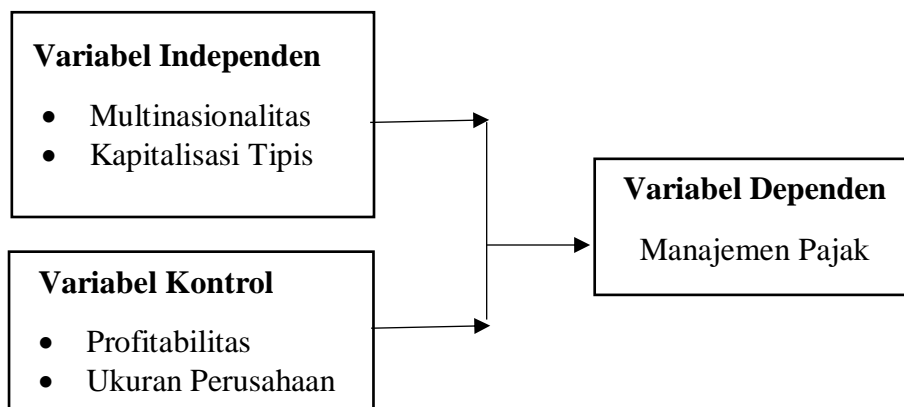 Variabel Independen
• Multinasionalitas
• Kapitalisasi Tipis
Variabel Dependen
Manajemen Pajak
Variabel Kontrol
• Profitabilitas
• Ukuran Perusahaan